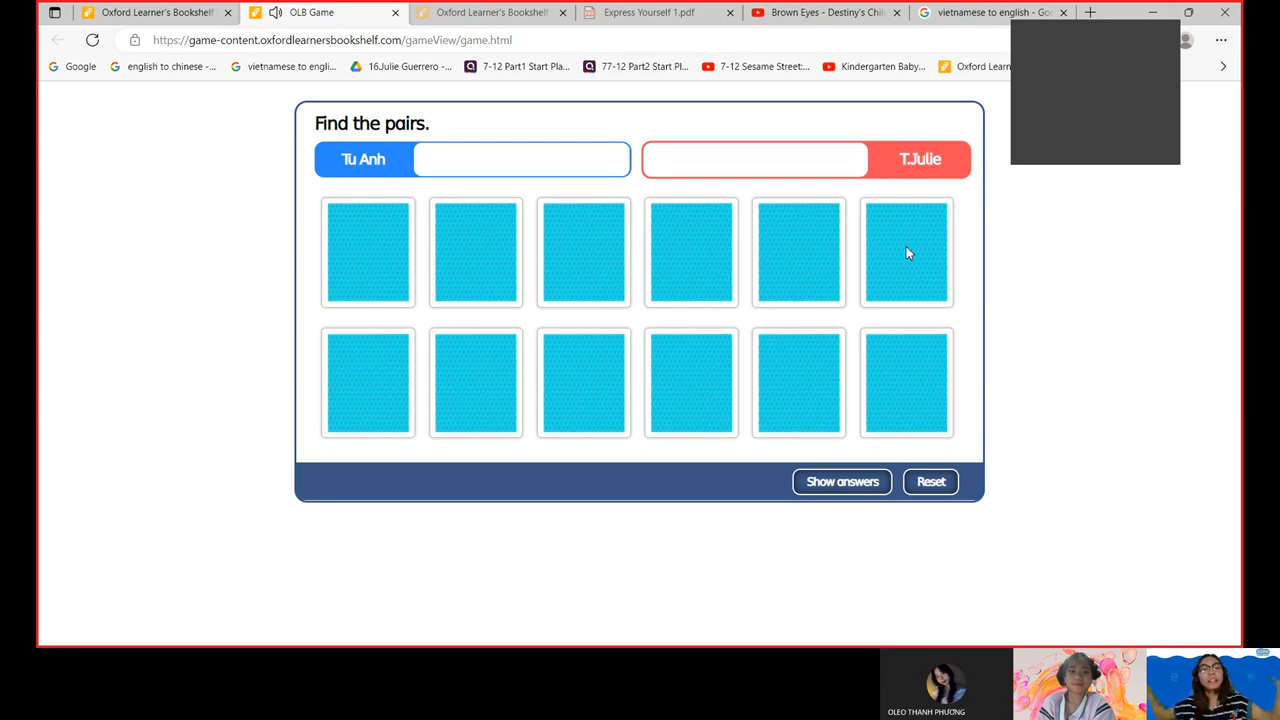 Oxford Learner's Bookshelf
OLB Game
Oxford Learner's Bookshelf
Express Yourself 1.pdf
Brown Eyes - Destiny's Chil
vietnamese to english - Go
https://game-content.oxfordlearnersbookshelf.com/gameView/game.html
Google
english to chinese -...
vietnamese to engli...
16.Julie Guerrero -...
7-12 Part1 Start Pla...
77-12 Part2 Start Pl...
7-12 Sesame Street:...
Kindergarten Baby...
Oxford Learn
Find the pairs.
Tu Anh
T.Julie
Show answers
Reset
OLEO THANH PHƯƠNG